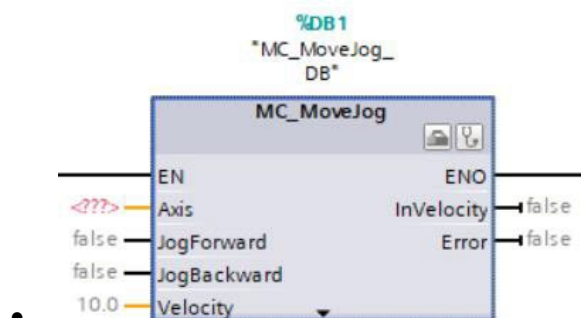 %DB1
"MC_MoveJog_
DB"
MC_MoveJog
EN ENO
<???> Axis InVelocity false
false JogForward Error false
false JogBackward
10.0 Velocity